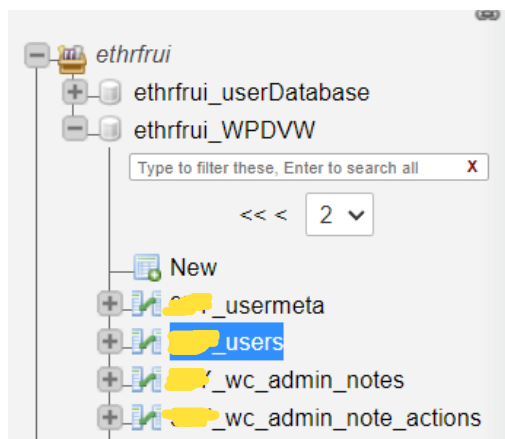 ethrfrui
ethrfrui_userDatabase
ethrfrui_WPDVW
Type to filter these, Enter to search all X
<< < 2
New
_usermeta
_users
_wc_admin_notes
_wc_admin_note_actions